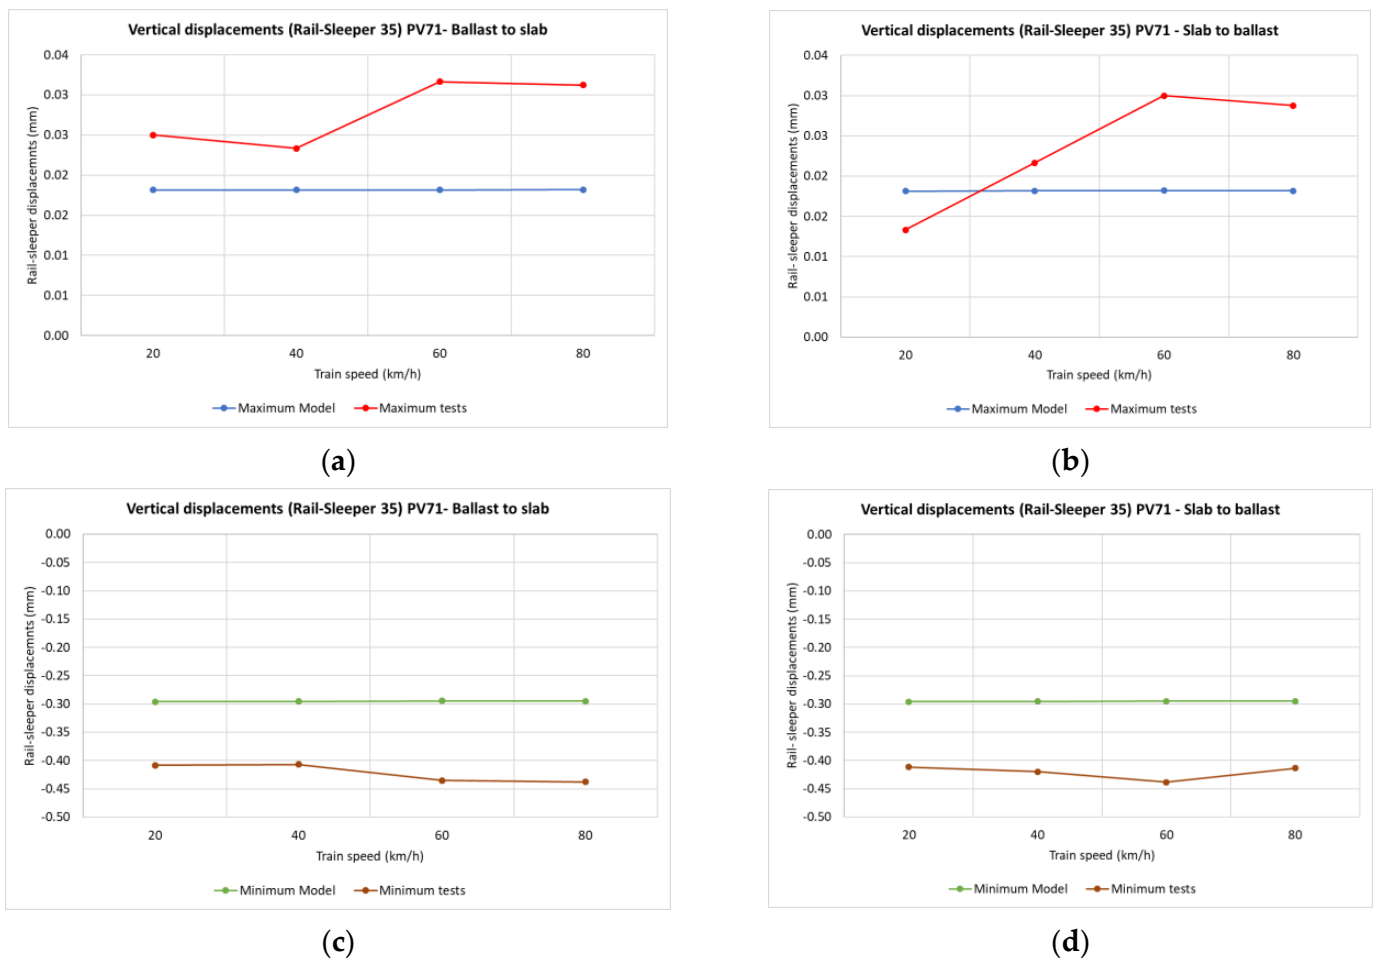 Vertical displacements (Rail-Sleeper 35) PV71- Ballast to slab
0.04
0.03
0.03
0.02
0.02
0.01
0.01
0.00
Rail-sleeper displacemnts (mm)
20 40 60 80
Train speed (km/h)
Maximum Model Maximum tests
(a)
Vertical displacements (Rail-Sleeper 35) PV71 - Slab to ballast
0.04
0.03
0.03
0.02
0.02
0.01
0.01
0.00
Rail- sleeper displacements (mm)
20 40 60 80
Train speed (km/h)
Maximum Model Maximum tests
(b)
Vertical displacements (Rail-Sleeper 35) PV71- Ballast to slab
0.00
-0.05
-0.10
-0.15
-0.20
-0.25
-0.30
-0.35
-0.40
-0.45
-0.50
Rail-sleeper displacemnts (mm)
20 40 60 80
Train speed (km/h)
Minimum Model Minimum tests
(c)
Vertical displacements (Rail-Sleeper 35) PV71 - Slab to ballast
0.00
-0.05
-0.10
-0.15
-0.20
-0.25
-0.30
-0.35
-0.40
-0.45
-0.50
Rail- sleeper displacements (mm)
20 40 60 80
Train speed (km/h)
Minimum Model Minimum tests
(d)